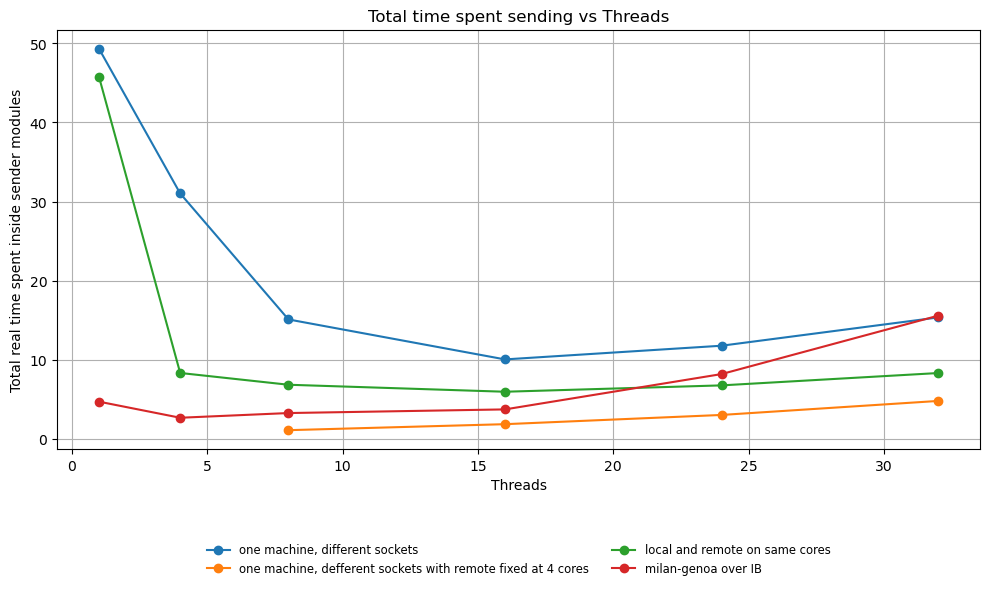 Total time spent sending vs Threads
Total real time spent inside sender modules
50
40
30
20
10
0
0 5 10 15 20 25 30
Threads
one machine, different sockets
one machine, defferent sockets with remote fixed at 4 cores
local and remote on same cores
milan-genoa over IB